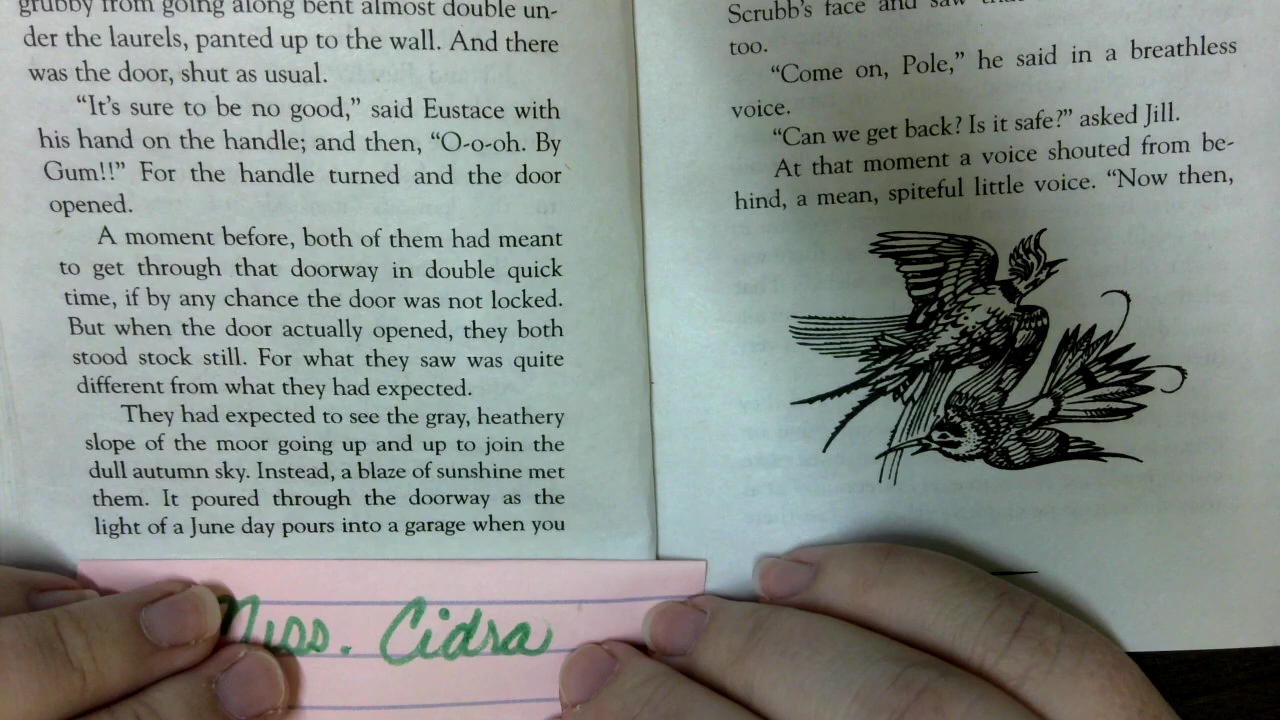 grubby from going along bent almost double un-
der the laurels, panted up to the wall. And there
was the door, shut as usual.
"It's sure to be no good," said Eustace with
his hand on the handle; and then, "O-o-oh. By
Gum!!" For the handle turned and the door
opened.
A moment before, both of them had meant
to get through that doorway in double quick
time, if by any chance the door was not locked.
But when the door actually opened, they both
stood stock still. For what they saw was quite
different from what they had expected.
They had expected to see the gray, heathery
slope of the moor going up and up to join the
dull autumn sky. Instead, a blaze of sunshine met
them. It poured through the doorway as the
light of a June day pours into a garage when you
Scrubb's face and saw
too.
"Come on, Pole," he said in a breathless
voice.
"Can we get back? Is it safe?" asked Jill.
At that moment a voice shouted from be-
hind, a mean, spiteful little voice. "Now then,
Miss. Cidra